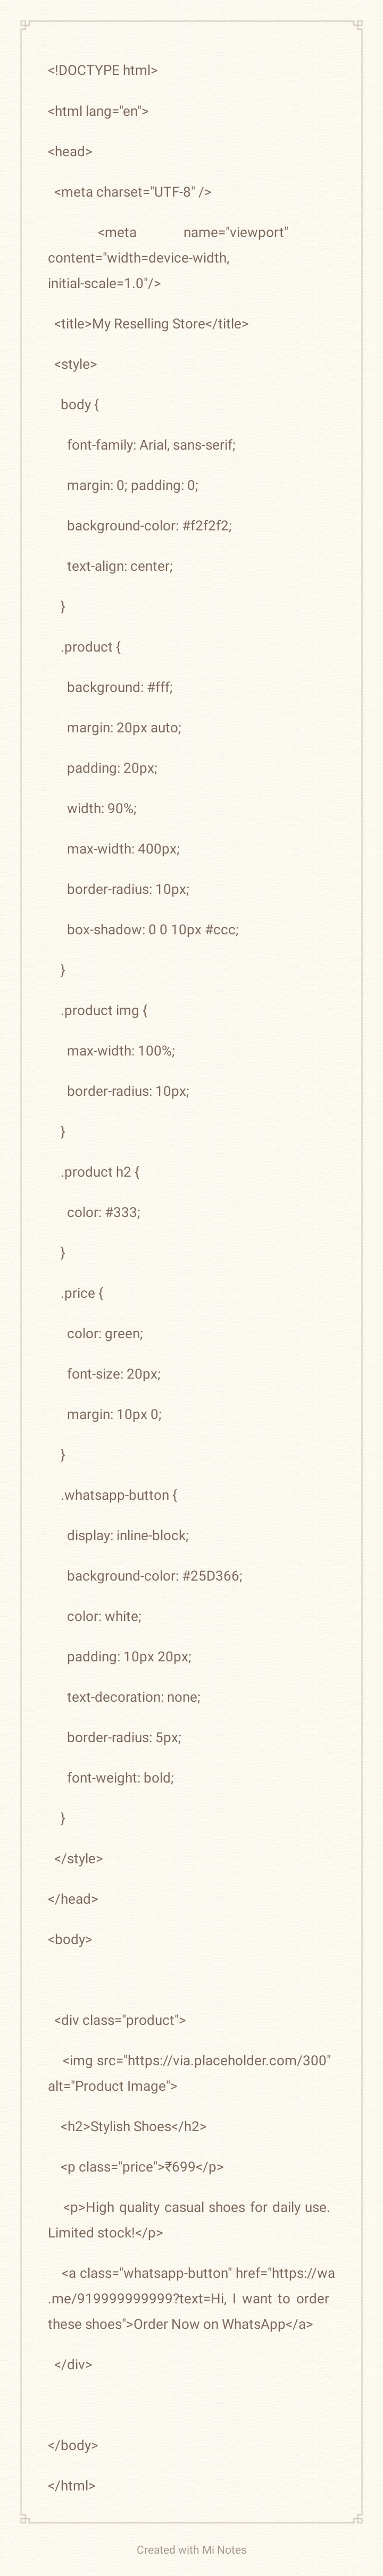 <!DOCTYPE html>
<html lang="en">
<head>
<meta charset="UTF-8" />
<meta name="viewport"
content="width=device-width,
initial-scale=1.0"/>
<title>My Reselling Store</title>
<style>
body {
font-family: Arial, sans-serif;
margin: 0; padding: 0;
background-color: #f2f2f2;
text-align: center;
}
.product {
background: #fff;
margin: 20px auto;
padding: 20px;
width: 90%;
max-width: 400px;
border-radius: 10px;
box-shadow: 0 0 10px #ccc;
}
.product img {
max-width: 100%;
border-radius: 10px;
}
.product h2 {
color: #333;
}
.price {
color: green;
font-size: 20px;
margin: 10px 0;
}
.whatsapp-button {
display: inline-block;
background-color: #25D366;
color: white;
padding: 10px 20px;
text-decoration: none;
border-radius: 5px;
font-weight: bold;
}
</style>
</head>
<body>
<div class="product">
<img src="https://via.placeholder.com/300"
alt="Product Image">
<h2>Stylish Shoes</h2>
<p class="price">₹699</p>
<p>High quality casual shoes for daily use.
Limited stock!</p>
<a class="whatsapp-button" href="https://wa
.me/919999999999?text=Hi, I want to order
these shoes">Order Now on WhatsApp</a>
</div>
</body>
</html>
Created with Mi Notes